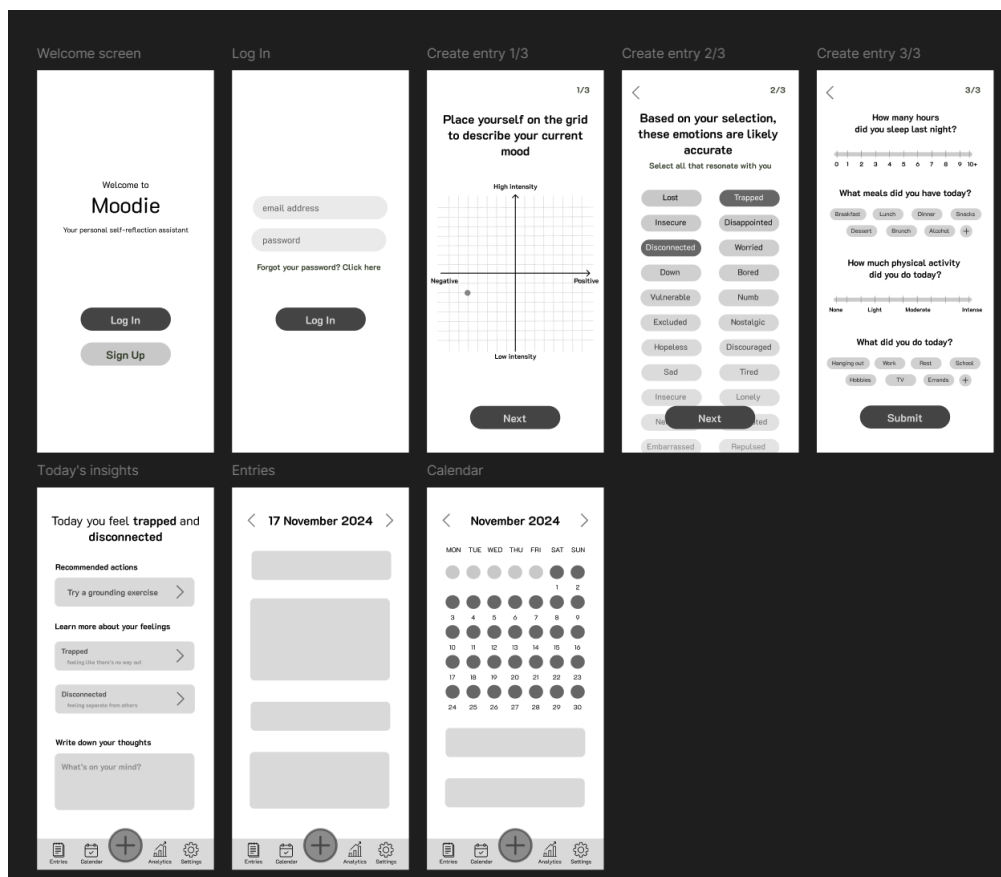 Welcome screen
Log In
Create entry 1/3
Create entry 2/3
Create entry 3/3
Welcome to
Moodie
Your personal self-reflection assistant
Log In
Sign Up
email address
password
Forgot your password? Click here
Log In
1/3
Place yourself on the grid
to describe your current
mood
High intensity
Negative
Positive
Low intensity
Next
2/3
Based on your selection,
these emotions are likely
accurate
Select all that resonate with you
Lost Trapped
Insecure Disappointed
Disconnected Worried
Down Bored
Vulnerable Numb
Excluded Nostalgic
Hopeless Discouraged
Sad Tired
Insecure Lonely
Next
Embarrassed Repulsed
3/3
How many hours
did you sleep last night?
0 1 2 3 4 5 6 7 8 9 10+
What meals did you have today?
Breakfast Lunch Dinner Snacks
Dessert Brunch Alcohol +
How much physical activity
did you do today?
None Light Moderate Intense
What did you do today?
Hanging out Work Rest School
Hobbies TV Errands +
Submit
Today's insights
Entries
Calendar
Today you feel trapped and
disconnected
Recommended actions
Try a grounding exercise
Learn more about your feelings
Trapped
feeling like there's no way out
Disconnected
feeling separate from others
Write down your thoughts
What's on your mind?
Entries Calendar Analytics Settings
17 November 2024
Entries Calendar Analytics Settings
November 2024
MON TUE WED THU FRI SAT SUN
1 2
3 4 5 6 7 8 9
10 11 12 13 14 15 16
17 18 19 20 21 22 23
24 25 26 27 28 29 30
Entries Calendar Analytics Settings